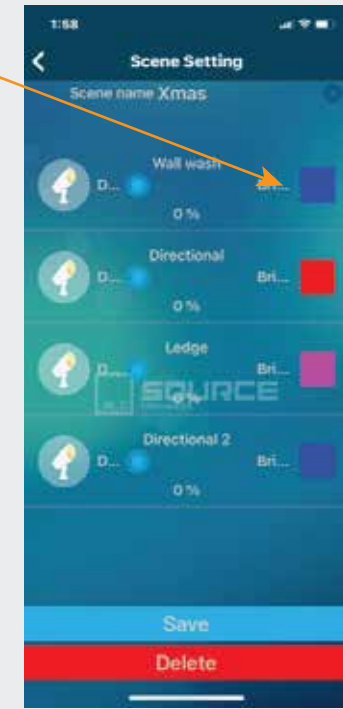 1:58
Scene Setting
Scene name Xmas
Wall wash
D... Bri...
0 %
Directional
D... Bri...
0 %
Ledge
D... Bri...
0 %
SOURCE
Directional 2
D... Bri...
0 %
Save
Delete